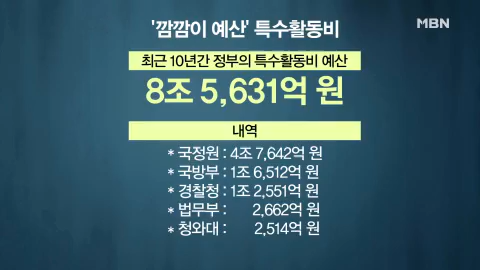 MBN
'깜깜이 예산' 특수활동비
최근 10년간 정부의 특수활동비 예산
8조 5,631억 원
내역
* 국정원 : 4조 7,642억 원
* 국방부 : 1조 6,512억 원
* 경찰청 : 1조 2,551억 원
* 법무부 : 2,662억 원
* 청와대 : 2,514억 원